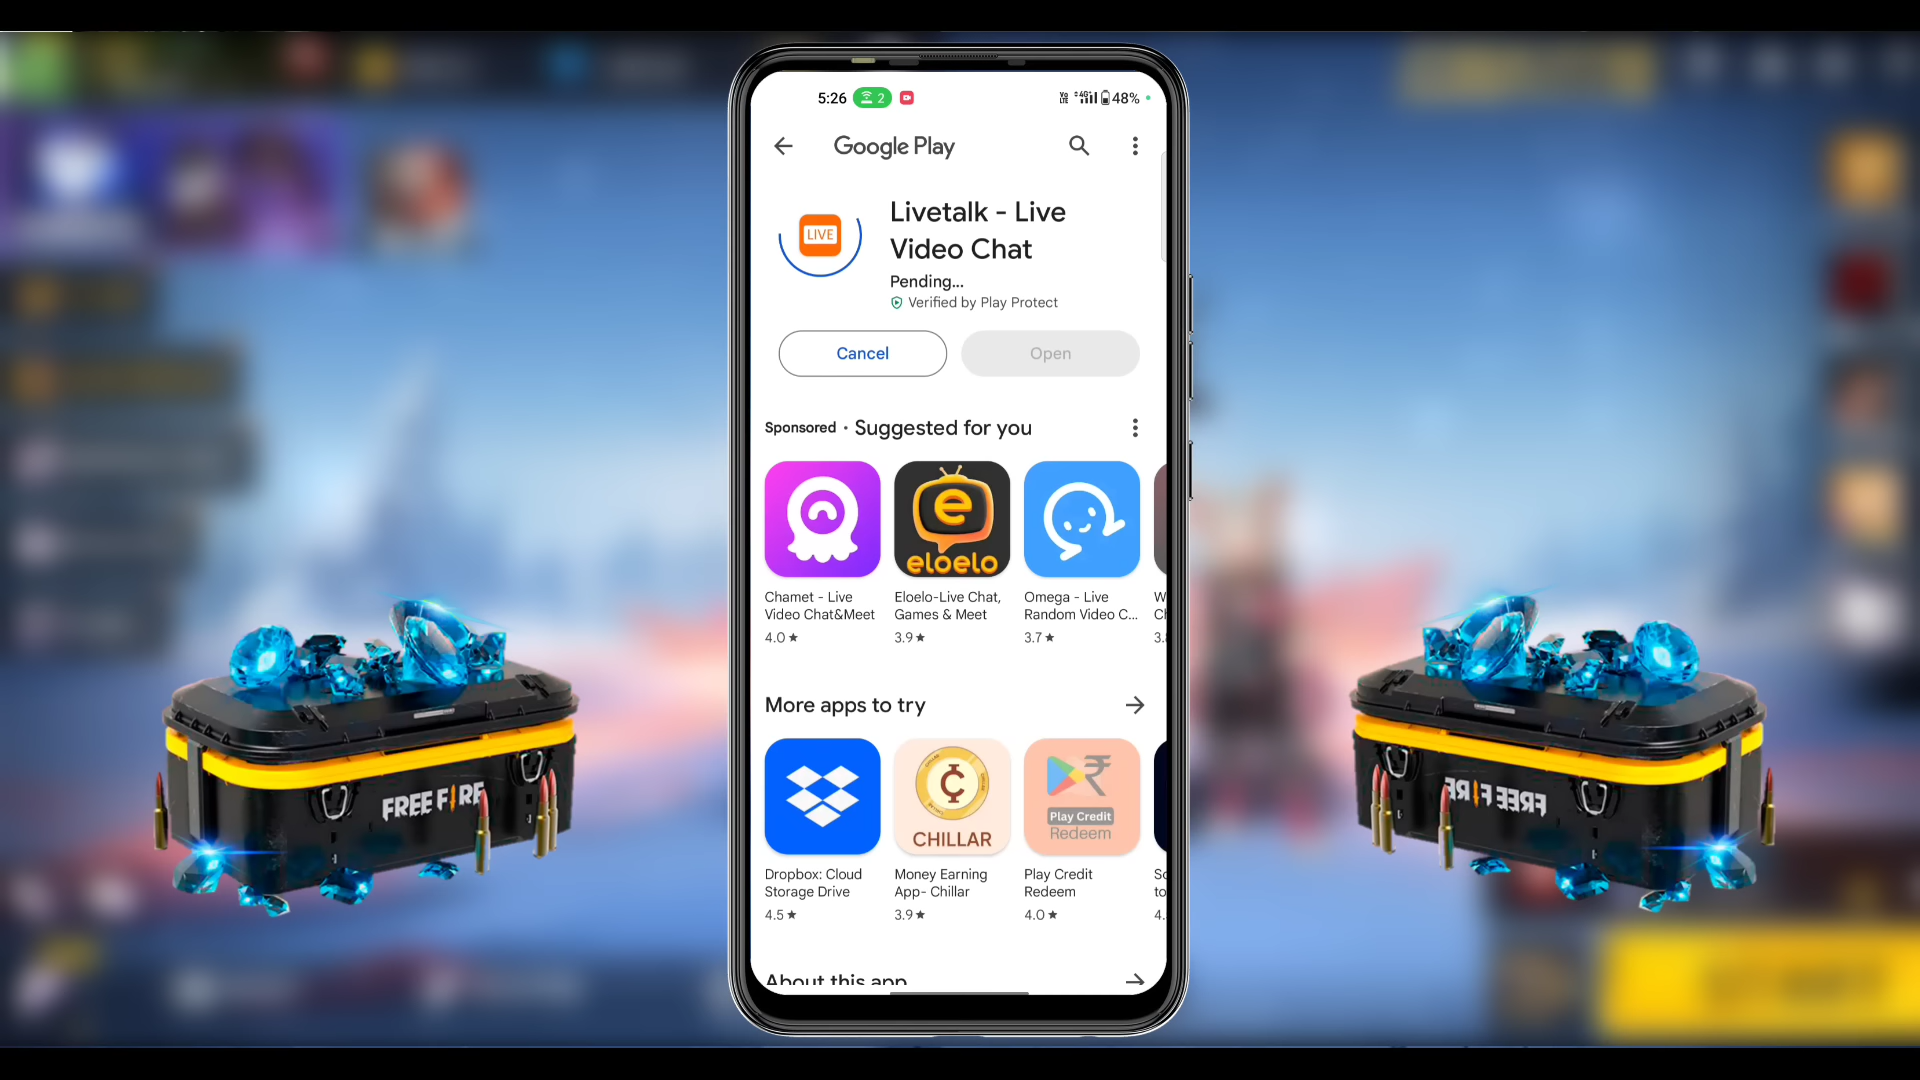 5:26 2 48%
Google Play
LIVE
Livetalk - Live
Video Chat
Pending...
Verified by Play Protect
Cancel Open
Sponsored · Suggested for you
e
eloelo
Chamet - Live
Video Chat&Meet
4.0 ★
Eloelo-Live Chat,
Games & Meet
3.9 ★
Omega - Live
Random Video C...
3.7 ★
More apps to try
CHILLAR
Play Credit
Redeem
Dropbox: Cloud
Storage Drive
4.5 ★
Money Earning
App- Chillar
3.9 ★
Play Credit
Redeem
4.0 ★
About this app
FREE FIRE
FREE FIRE